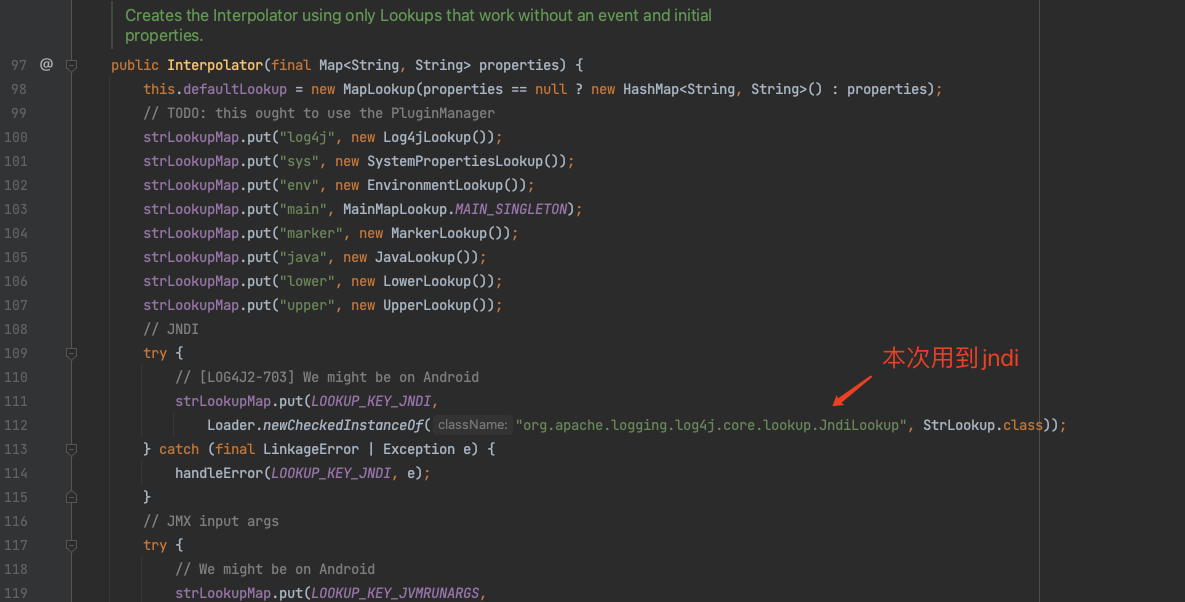 Creates the Interpolator using only Lookups that work without an event and initial
properties.
97 @ public Interpolator(final Map<String, String> properties) {
98 this.defaultLookup = new MapLookup(properties == null ? new HashMap<String, String>() : properties);
99 // TODO: this ought to use the PluginManager
100 strLookupMap.put("log4j", new Log4jLookup());
101 strLookupMap.put("sys", new SystemPropertiesLookup());
102 strLookupMap.put("env", new EnvironmentLookup());
103 strLookupMap.put("main", MainMapLookup.MAIN_SINGLETON);
104 strLookupMap.put("marker", new MarkerLookup());
105 strLookupMap.put("java", new JavaLookup());
106 strLookupMap.put("lower", new LowerLookup());
107 strLookupMap.put("upper", new UpperLookup());
108 // JNDI
109 try {
本次用到jndi
110 // [LOG4J2-703] We might be on Android
111 strLookupMap.put(LOOKUP_KEY_JNDI,
112 Loader.newCheckedInstanceOf( className: "org.apache.logging.log4j.core.lookup.JndiLookup", StrLookup.class));
113 } catch (final LinkageError | Exception e) {
114 handleError(LOOKUP_KEY_JNDI, e);
115 }
116 // JMX input args
117 try {
118 // We might be on Android
119 strLookupMap.put(LOOKUP_KEY_JVMRUNARGS,